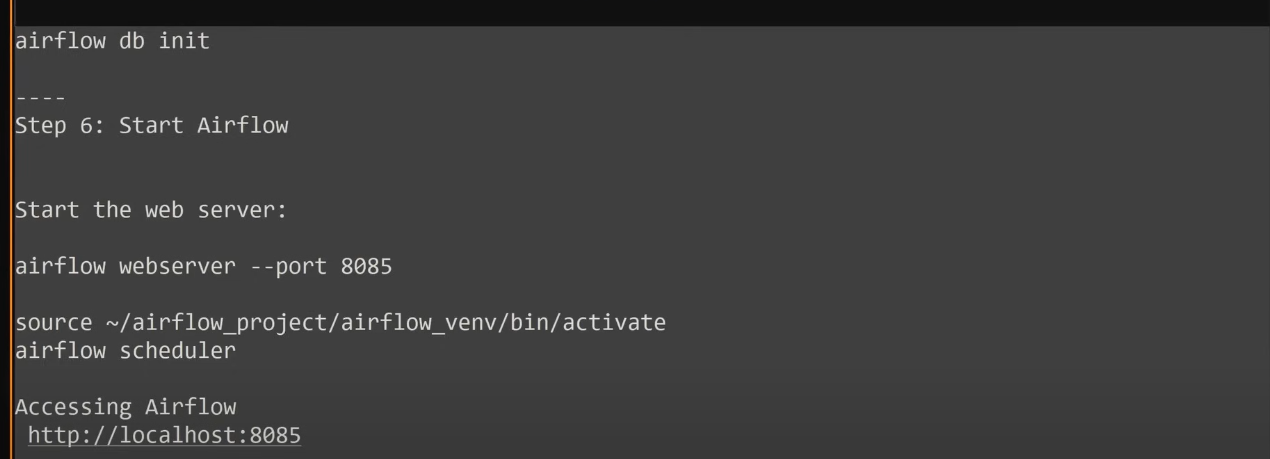 airflow db init
----
Step 6: Start Airflow
Start the web server:
airflow webserver --port 8085
source ~/airflow_project/airflow_venv/bin/activate
airflow scheduler
Accessing Airflow
http://localhost:8085